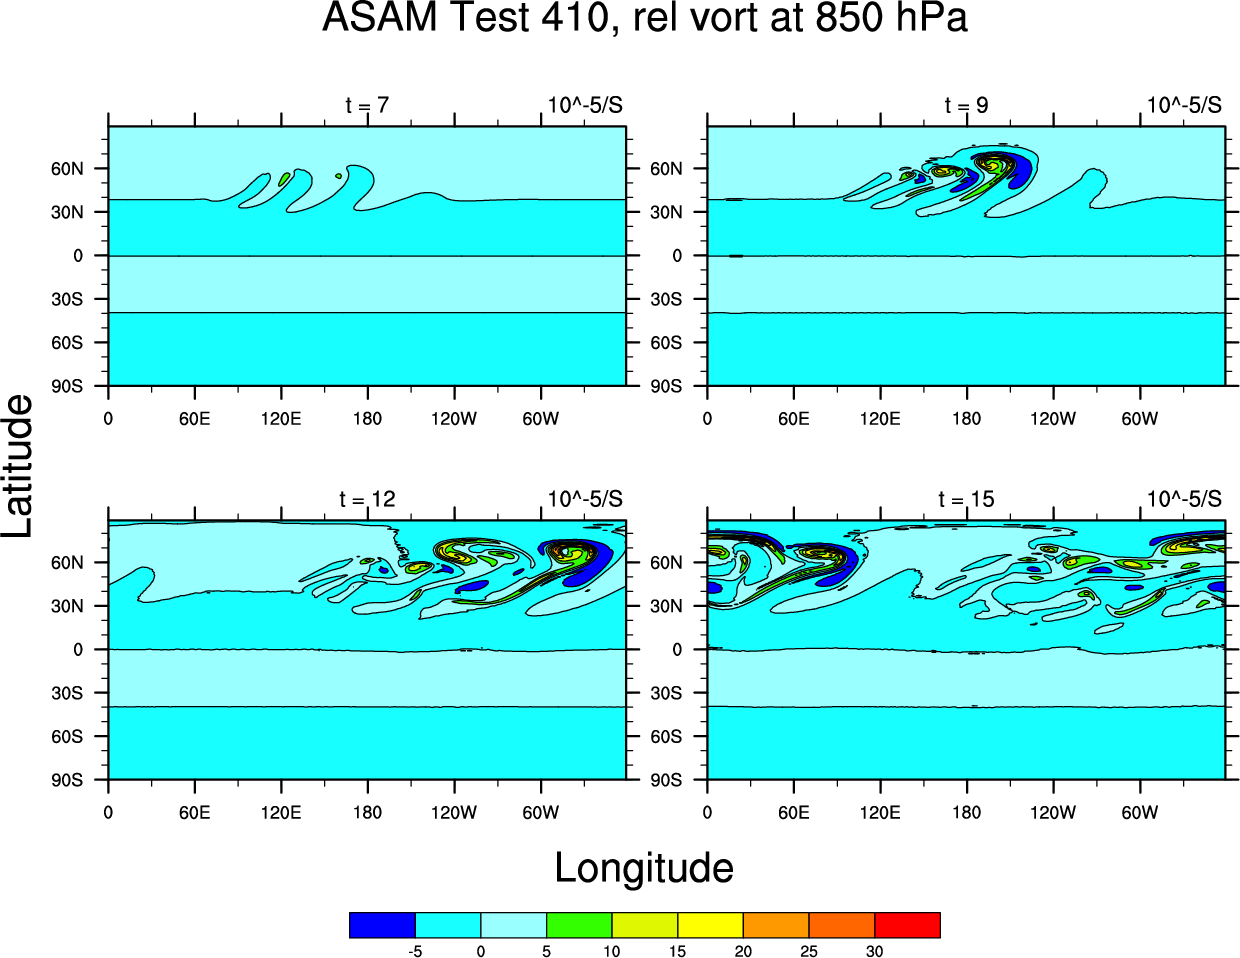 ASAM Test 410, rel vort at 850 hPa
t = 7 10^-5/S
60N
30N
0
30S
60S
90S
0 60E 120E 180 120W 60W
t = 9 10^-5/S
60N
30N
0
30S
60S
90S
0 60E 120E 180 120W 60W
Latitude
t = 12 10^-5/S
60N
30N
0
30S
60S
90S
0 60E 120E 180 120W 60W
t = 15 10^-5/S
60N
30N
0
30S
60S
90S
0 60E 120E 180 120W 60W
Longitude
-5 0 5 10 15 20 25 30